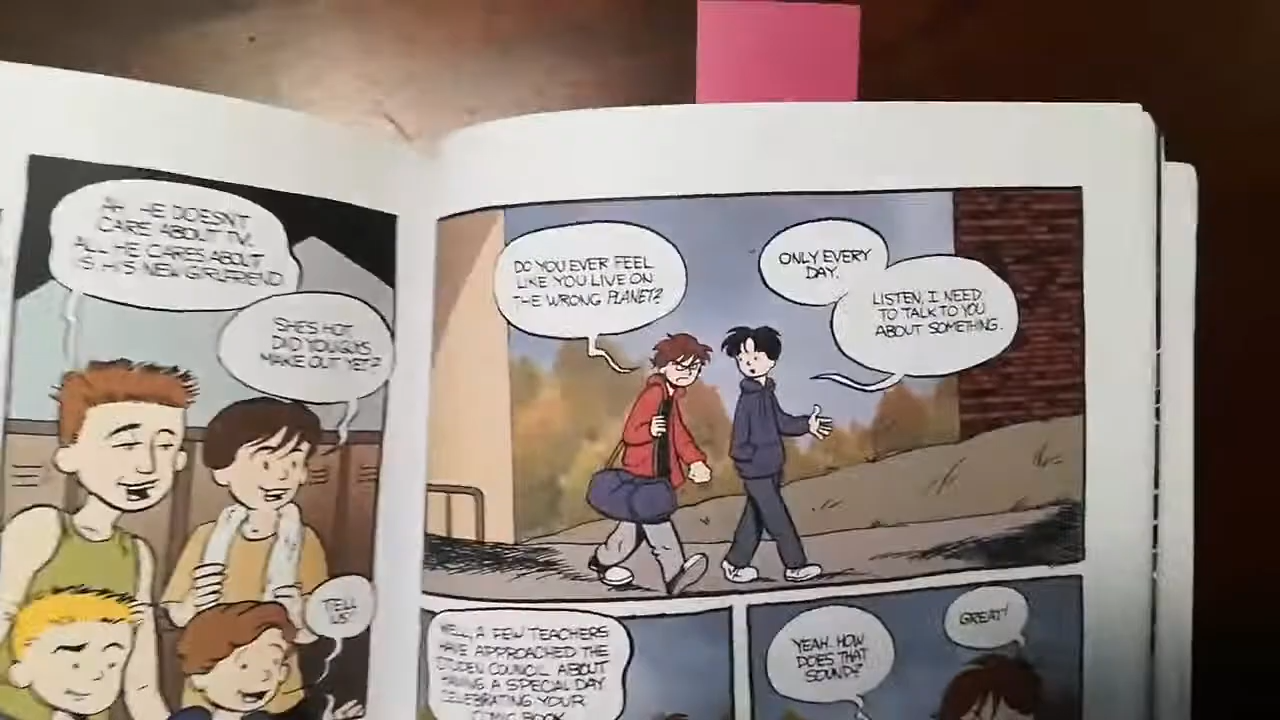 HE DOESN'T
CARE ABOUT TV.
ALL HE CARES ABOUT
IS HIS NEW GIRLFRIEND.
SHE'S HOT.
DID YOU GUYS
MAKE OUT YET?
TELL
US!
DO YOU EVER FEEL
LIKE YOU LIVE ON
THE WRONG PLANET?
ONLY EVERY
DAY.
LISTEN, I NEED
TO TALK TO YOU
ABOUT SOMETHING.
WELL, A FEW TEACHERS
HAVE APPROACHED THE
STUDENT COUNCIL ABOUT
HAVING A SPECIAL DAY
CELEBRATING YOUR
COMIC BOOK
YEAH. HOW
DOES THAT
SOUND?
GREAT!